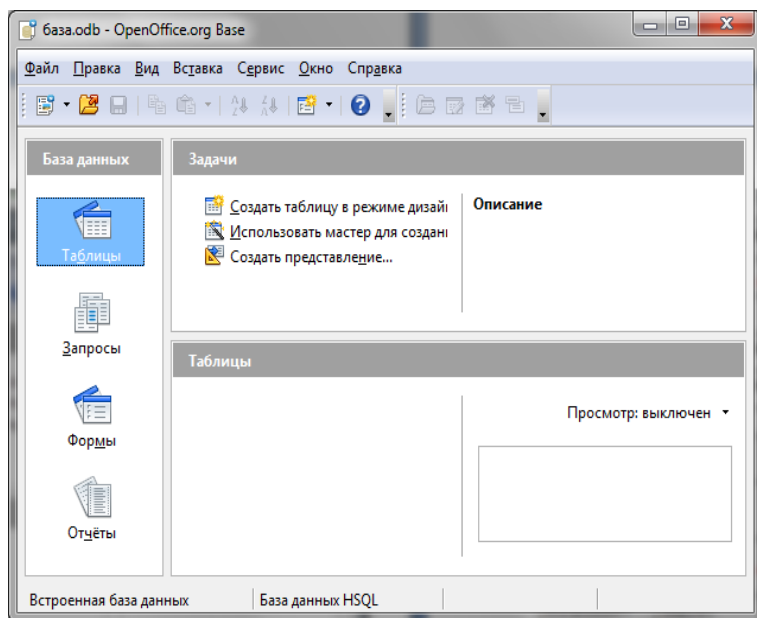 база.odb - OpenOffice.org Base
Файл Правка Вид Вставка Сервис Окно Справка
База данных
Задачи
Таблицы
Создать таблицу в режиме дизай
Использовать мастер для создан
Создать представление...
Описание
Запросы
Формы
Отчёты
Таблицы
Просмотр: выключен
Встроенная база данных
База данных HSQL